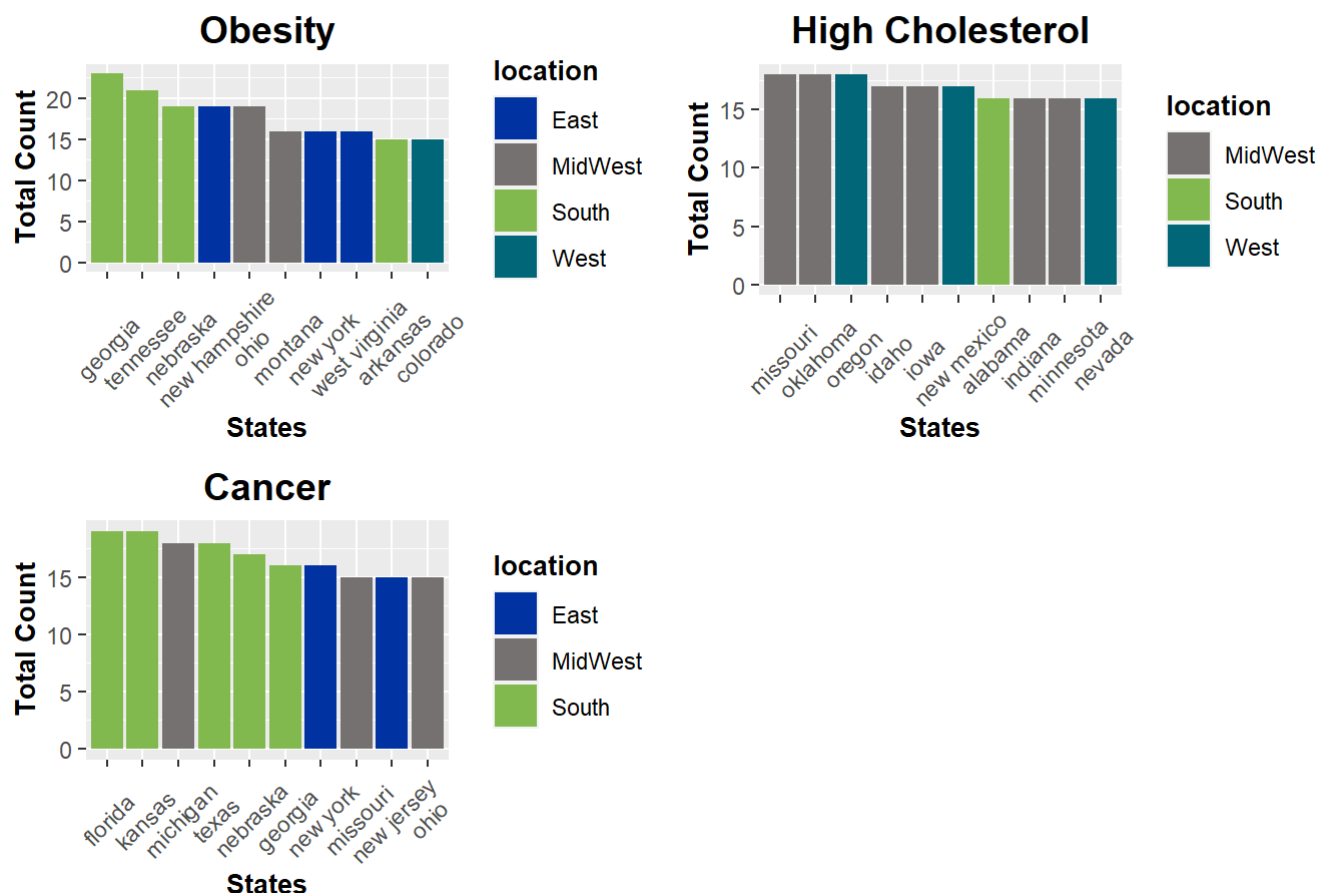 Obesity
Total Count
20
15
10
5
0
georgia
tennessee
nebraska
new hampshire
ohio
montana
new york
west virginia
arkansas
colorado
States
location
East
MidWest
South
West
High Cholesterol
Total Count
15
10
5
0
missouri
oklahoma
oregon
idaho
iowa
new mexico
alabama
indiana
minnesota
nevada
States
location
MidWest
South
West
Cancer
Total Count
15
10
5
0
florida
kansas
michigan
texas
nebraska
georgia
new york
missouri
new jersey
ohio
States
location
East
MidWest
South